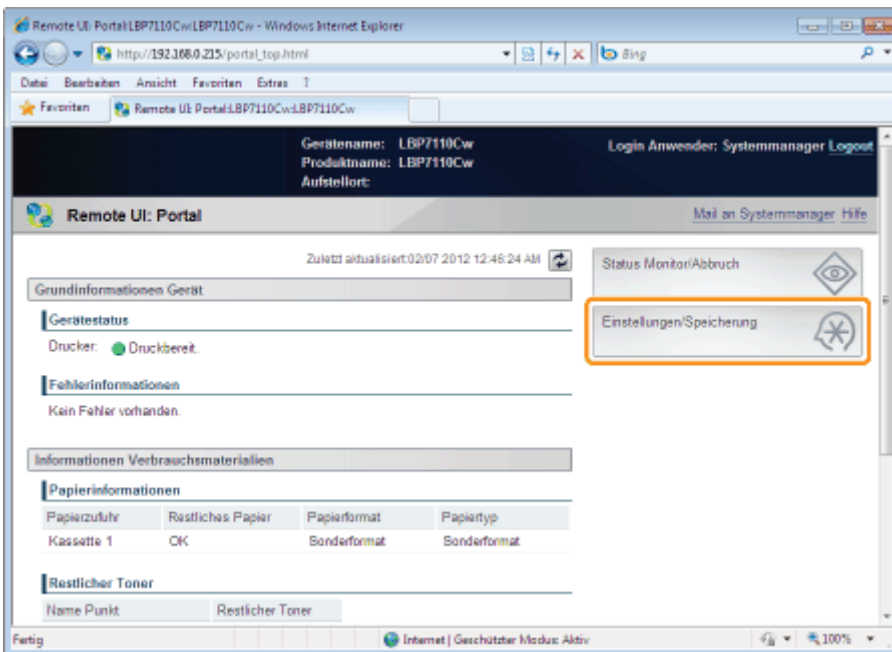 Remote UI: Portal:LBP7110Cw:LBP7110Cw - Windows Internet Explorer
http://192.168.0.215/portal_top.html
Bing
Datei Bearbeiten Ansicht Favoriten Extras ?
Favoriten Remote UI: Portal:LBP7110Cw:LBP7110Cw
Gerätename: LBP7110Cw
Login Anwender: Systemmanager Logout
Produktname: LBP7110Cw
Aufstellort:
Remote UI: Portal
Mail an Systemmanager Hilfe
Zuletzt aktualisiert:02/07 2012 12:46:24 AM
Status Monitor/Abbruch
Grundinformationen Gerät
Einstellungen/Speicherung
Gerätestatus
Drucker: Druckbereit.
Fehlerinformationen
Kein Fehler vorhanden.
Informationen Verbrauchsmaterialien
Papierinformationen
Papierzufuhr Restliches Papier Papierformat Papiertyp
Kassette 1 OK Sonderformat Sonderformat
Restlicher Toner
Name Punkt Restlicher Toner
Fertig Internet | Geschützter Modus: Aktiv 100%